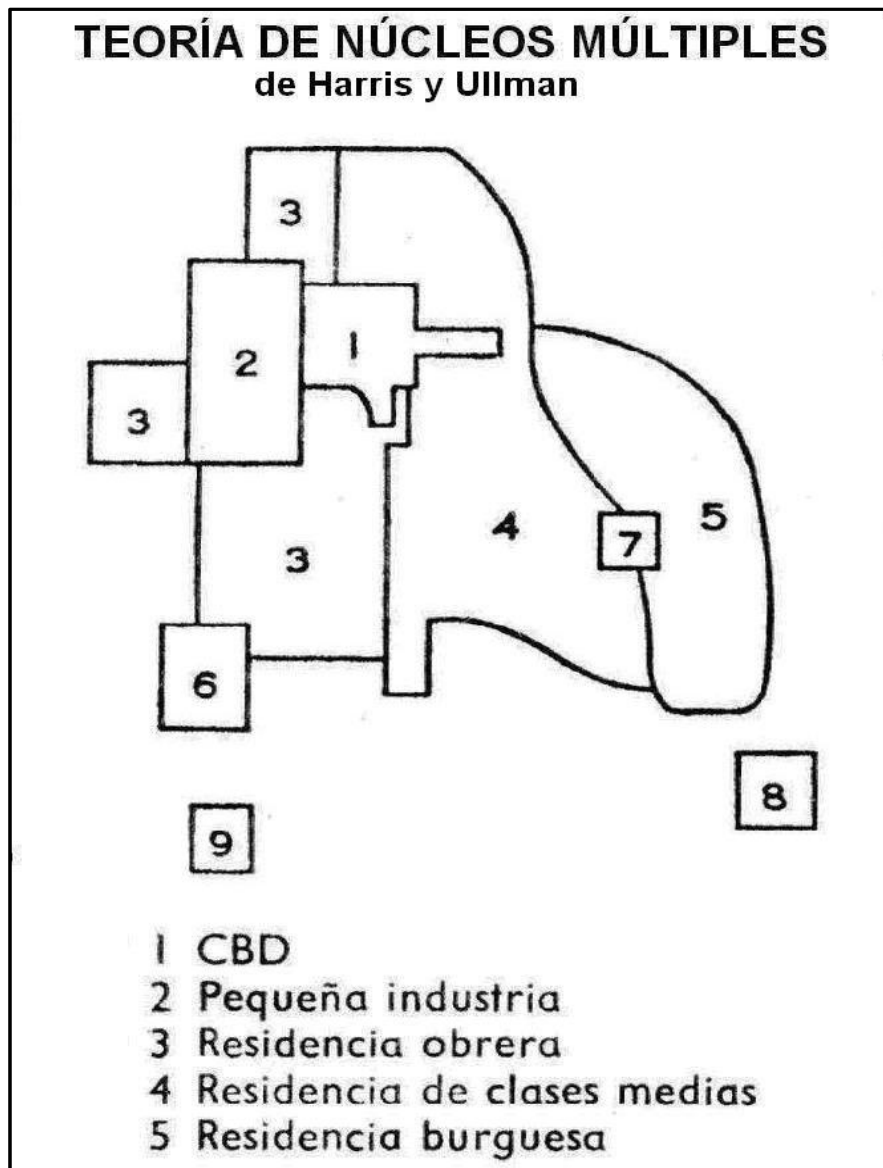 TEORÍA DE NÚCLEOS MÚLTIPLES
de Harris y Ullman
3
1
2
3
5
4
7
3
6
8
9
1 CBD
2 Pequeña industria
3 Residencia obrera
4 Residencia de clases medias
5 Residencia burguesa